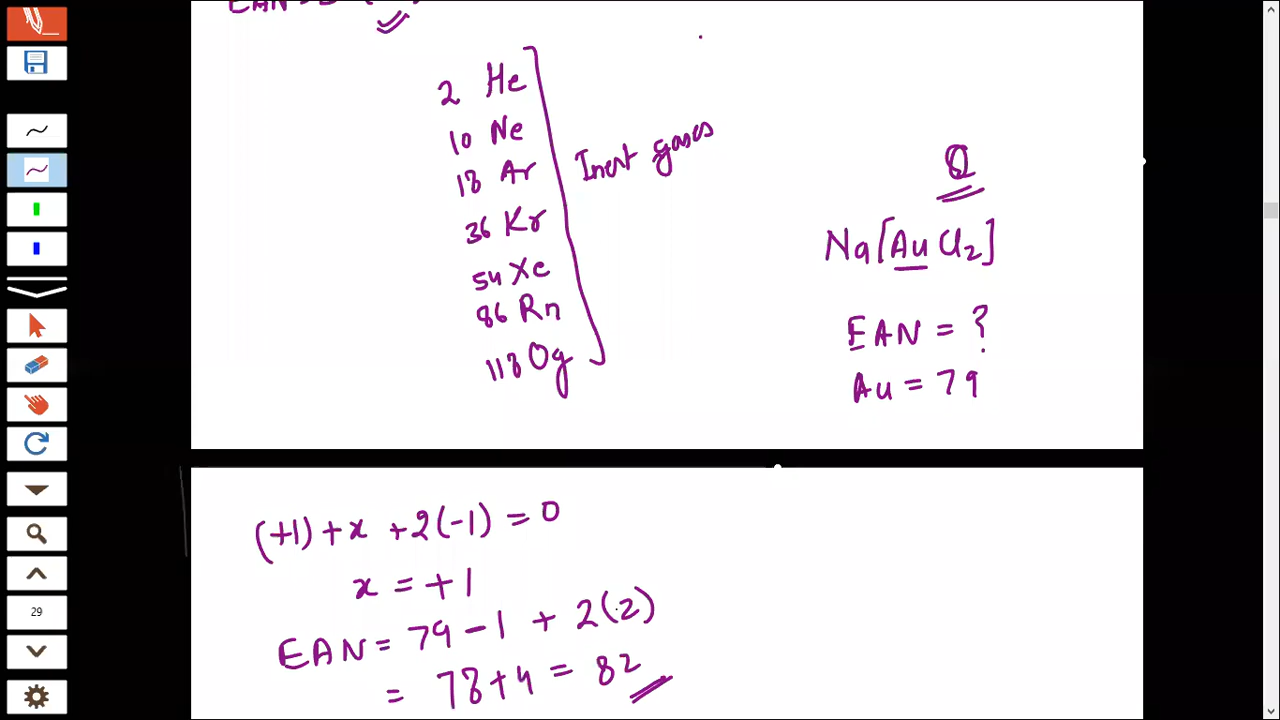 2 He
10 Ne
18 Ar
36 Kr
54 Xe
86 Rn
118 Og
Inert gases
Q
Na[AuCl2]
EAN = ?
Au = 79
(+1) + x + 2(-1) = 0
x = +1
EAN = 79 - 1 + 2(2)
= 78 + 4 = 82
29